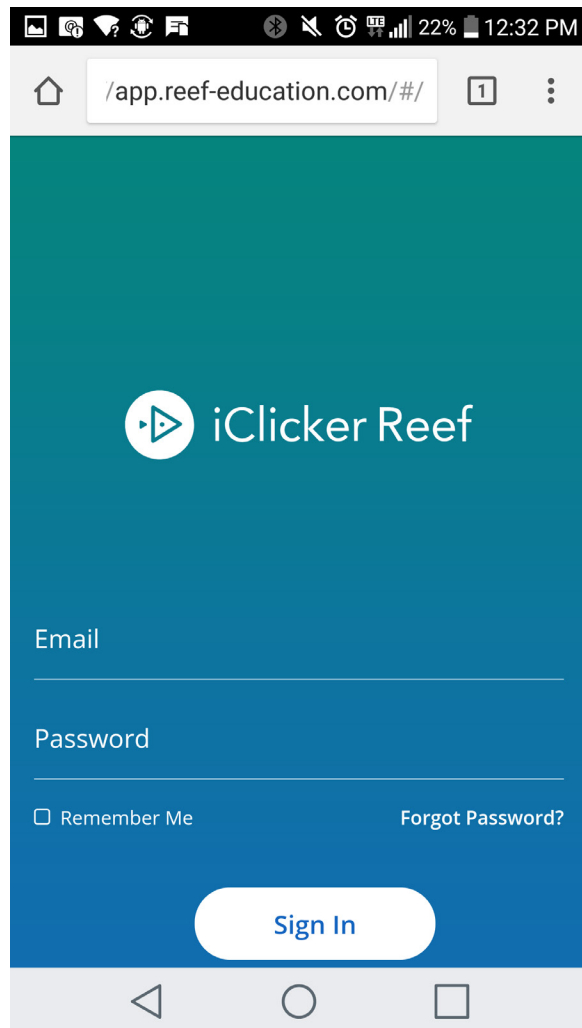 LTE 22% 12:32 PM
/app.reef-education.com/#/ 1
iClicker Reef
Email
Password
Remember Me Forgot Password?
Sign In